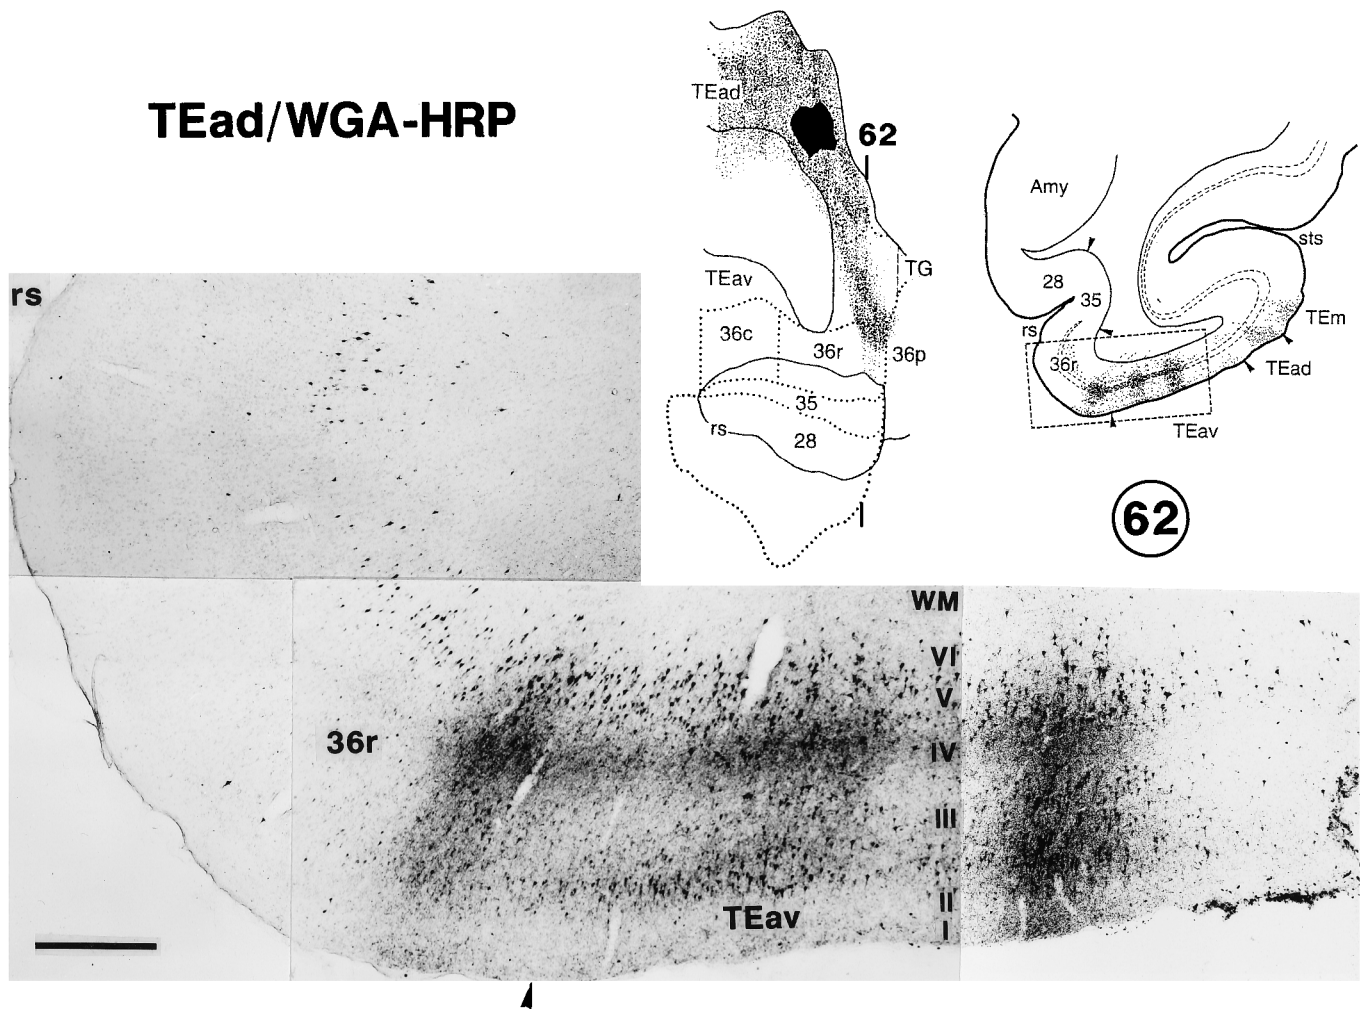 TEad/WGA-HRP
TEad
62
TEav
TG
36c
36r
36p
35
rs
28
I
Amy
sts
28
35
rs
TEm
36r
TEad
TEav
62
rs
WM
VI
V
36r
IV
III
II
TEav
I